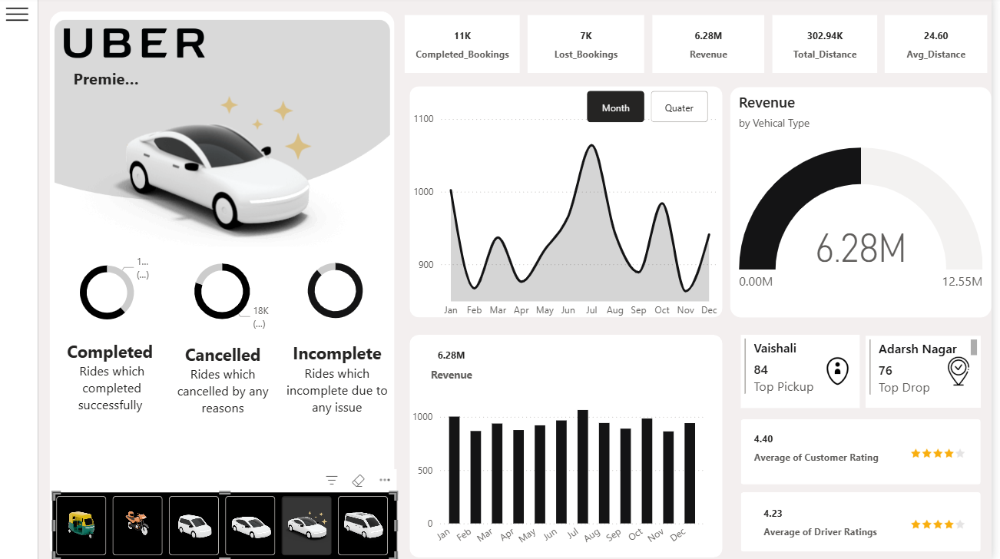 UBER
Premie...
1...
(...)
18K
(...)
Completed
Rides which
completed
successfully
Cancelled
Rides which
cancelled by any
reasons
Incomplete
Rides which
incomplete due to
any issue
11K
Completed_Bookings
7K
Lost_Bookings
6.28M
Revenue
302.94K
Total_Distance
24.60
Avg_Distance
Month
Quater
1100
1000
900
Jan Feb Mar Apr May Jun Jul Aug Sep Oct Nov Dec
Revenue
by Vehical Type
6.28M
0.00M
12.55M
6.28M
Revenue
1000
500
0
Jan Feb Mar Apr May Jun Jul Aug Sep Oct Nov Dec
Vaishali
84
Top Pickup
Adarsh Nagar
76
Top Drop
4.40
Average of Customer Rating
4.23
Average of Driver Ratings